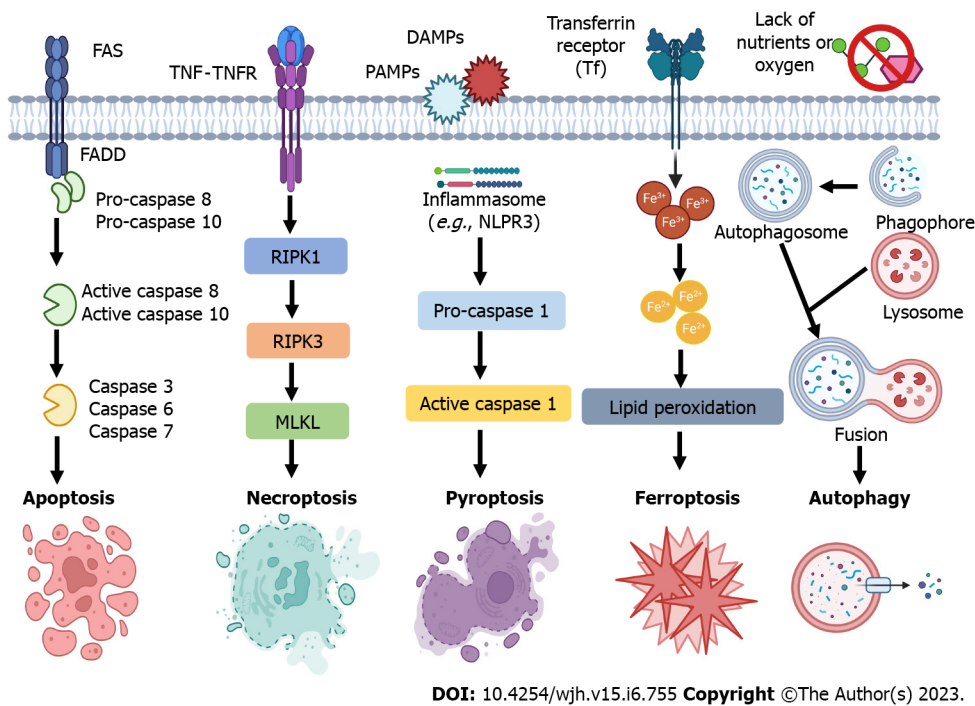 FAS
FADD
Pro-caspase 8
Pro-caspase 10
Active caspase 8
Active caspase 10
Caspase 3
Caspase 6
Caspase 7
Apoptosis
TNF-TNFR
RIPK1
RIPK3
MLKL
Necroptosis
DAMPs
PAMPs
Inflammasome
(e.g., NLPR3)
Pro-caspase 1
Active caspase 1
Pyroptosis
Transferrin
receptor
(Tf)
Fe3+
Fe3+
Fe3+
Fe2+
Fe2+
Fe2+
Lipid peroxidation
Ferroptosis
Lack of
nutrients or
oxygen
Autophagosome
Phagophore
Lysosome
Fusion
Autophagy
DOI: 10.4254/wjh.v15.i6.755 Copyright ©The Author(s) 2023.